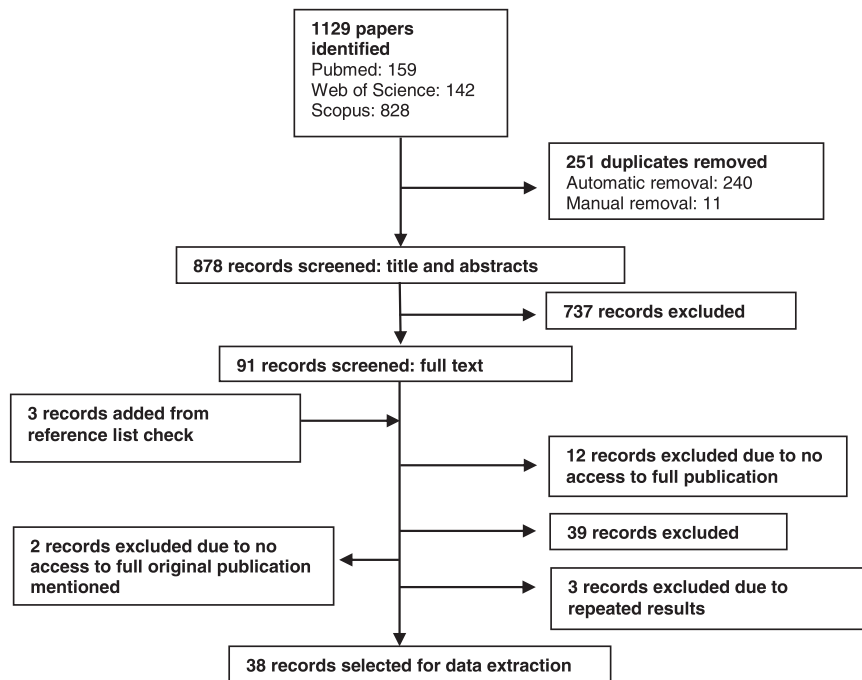 1129 papers
identified
Pubmed: 159
Web of Science: 142
Scopus: 828
251 duplicates removed
Automatic removal: 240
Manual removal: 11
878 records screened: title and abstracts
737 records excluded
91 records screened: full text
3 records added from
reference list check
12 records excluded due to no
access to full publication
39 records excluded
2 records excluded due to no
access to full original publication
mentioned
3 records excluded due to
repeated results
38 records selected for data extraction